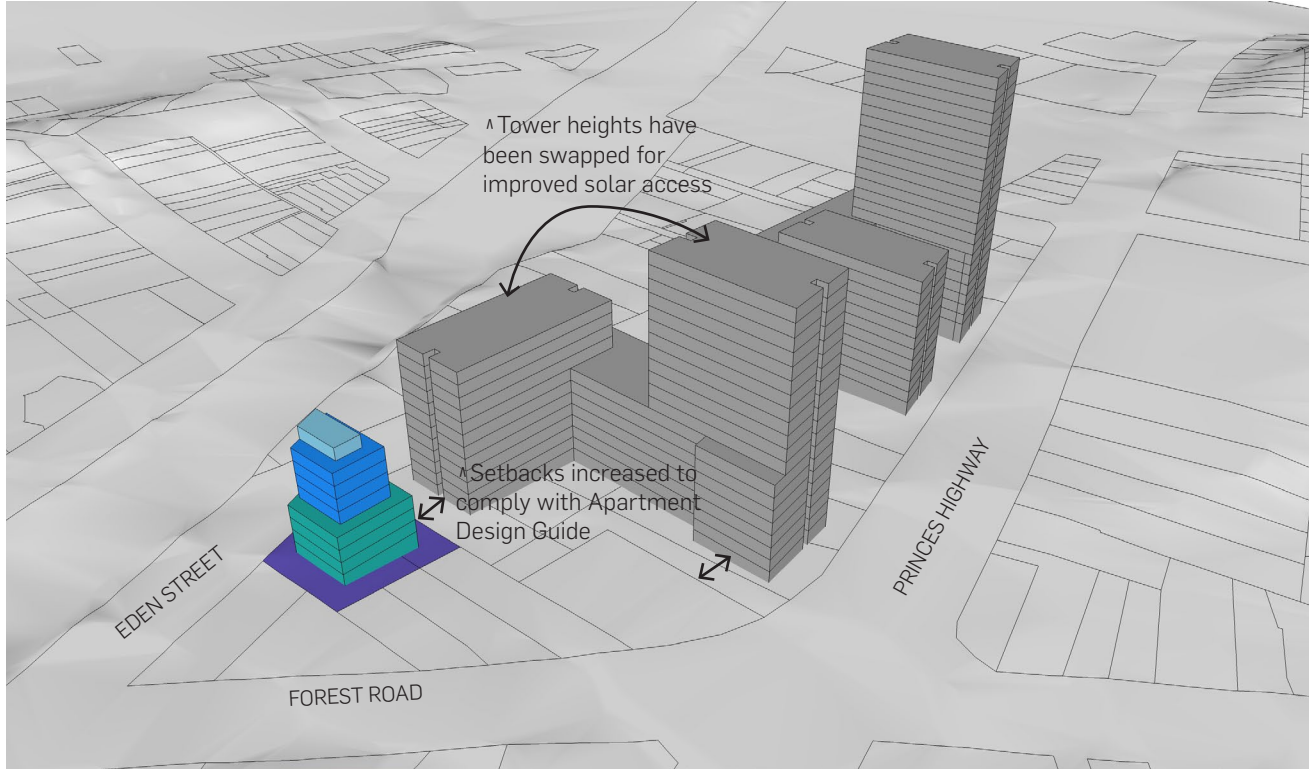 ^Tower heights have
been swapped for
improved solar access
^Setbacks increased to
comply with Apartment
Design Guide
EDEN STREET
PRINCES HIGHWAY
FOREST ROAD